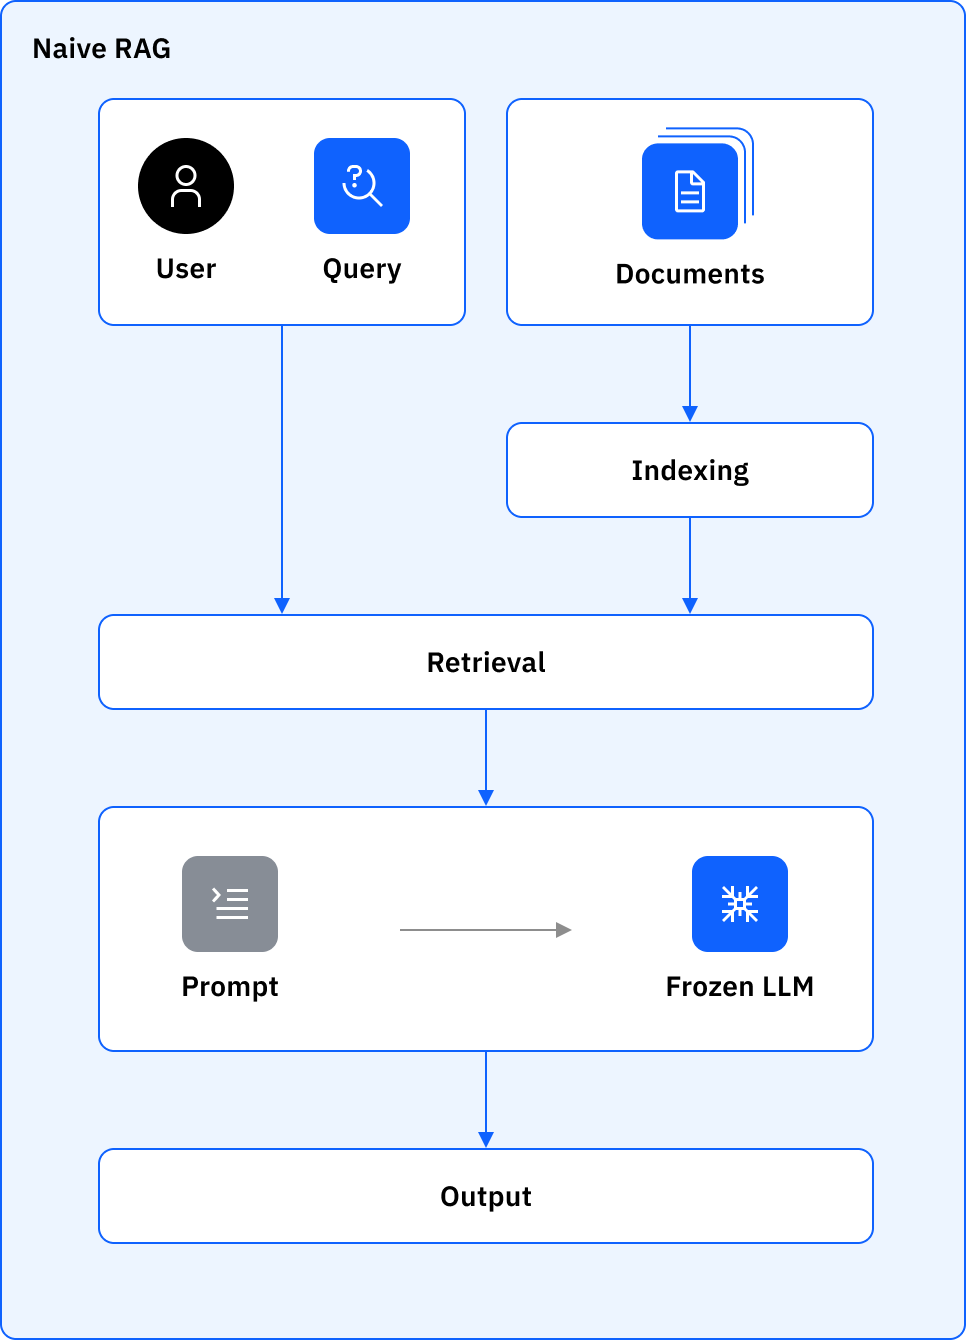 Naive RAG
User
Query
Documents
Indexing
Retrieval
Prompt
Frozen LLM
Output